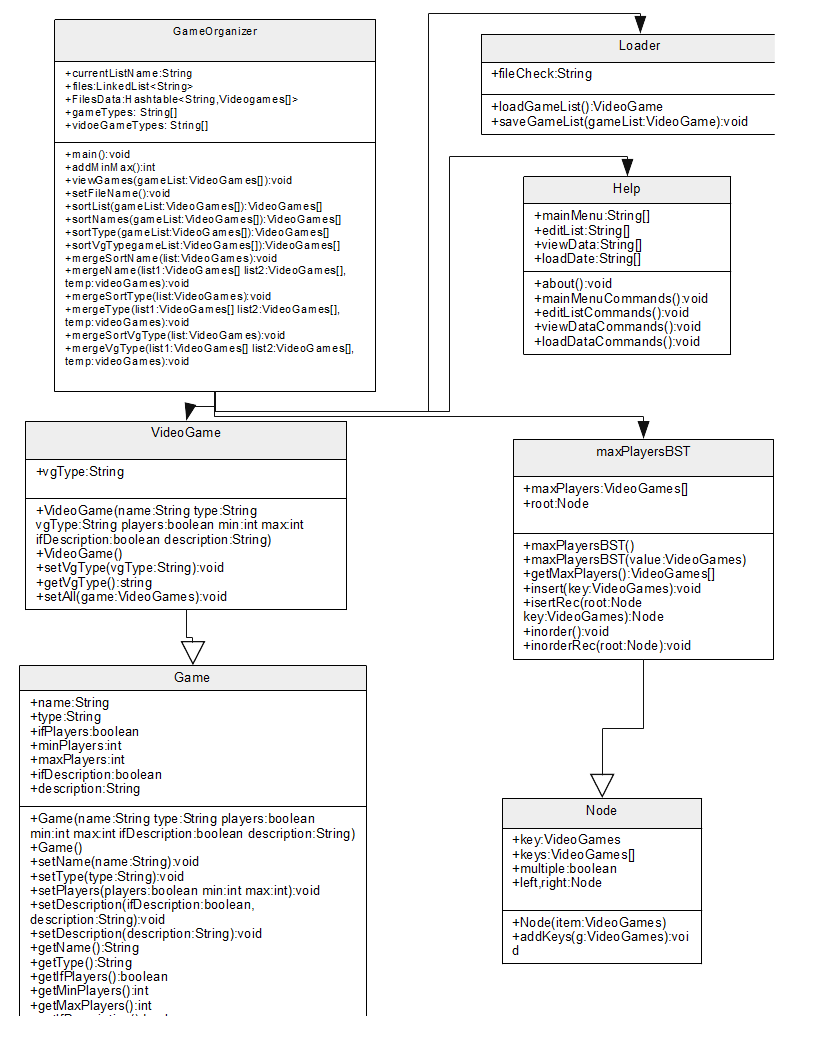 GameOrganizer
+currentListName:String
+files:LinkedList<String>
+FilesData:Hashtable<String,Videogames[]>
+gameTypes: String[]
+vidoeGameTypes: String[]
+main():void
+addMinMax():int
+viewGames(gameList:VideoGames[]):void
+setFileName():void
+sortList(gameList:VideoGames[]):VideoGames[]
+sortNames(gameList:VideoGames[]):VideoGames[]
+sortType(gameList:VideoGames[]):VideoGames[]
+sortVgTypegameList:VideoGames[]):VideoGames[]
+mergeSortName(list:VideoGames):void
+mergeName(list1:VideoGames[] list2:VideoGames[],
temp:videoGames):void
+mergeSortType(list:VideoGames):void
+mergeType(list1:VideoGames[] list2:VideoGames[],
temp:videoGames):void
+mergeSortVgType(list:VideoGames):void
+mergeVgType(list1:VideoGames[] list2:VideoGames[],
temp:videoGames):void
Loader
+fileCheck:String
+loadGameList():VideoGame
+saveGameList(gameList:VideoGame):void
Help
+mainMenu:String[]
+editList:String[]
+viewData:String[]
+loadDate:String[]
+about():void
+mainMenuCommands():void
+editListCommands():void
+viewDataCommands():void
+loadDataCommands():void
VideoGame
+vgType:String
+VideoGame(name:String type:String
vgType:String players:boolean min:int max:int
ifDescription:boolean description:String)
+VideoGame()
+setVgType(vgType:String):void
+getVgType():string
+setAll(game:VideoGames):void
maxPlayersBST
+maxPlayers:VideoGames[]
+root:Node
+maxPlayersBST()
+maxPlayersBST(value:VideoGames)
+getMaxPlayers():VideoGames[]
+insert(key:VideoGames):void
+isertRec(root:Node
key:VideoGames):Node
+inorder():void
+inorderRec(root:Node):void
Game
+name:String
+type:String
+ifPlayers:boolean
+minPlayers:int
+maxPlayers:int
+ifDescription:boolean
+description:String
+Game(name:String type:String players:boolean
min:int max:int ifDescription:boolean description:String)
+Game()
+setName(name:String):void
+setType(type:String):void
+setPlayers(players:boolean min:int max:int):void
+setDescription(ifDescription:boolean,
description:String):void
+setDescription(description:String):void
+getName():String
+getType():String
+getIfPlayers():boolean
+getMinPlayers():int
+getMaxPlayers():int
Node
+key:VideoGames
+keys:VideoGames[]
+multiple:boolean
+left,right:Node
+Node(item:VideoGames)
+addKeys(g:VideoGames):voi
d